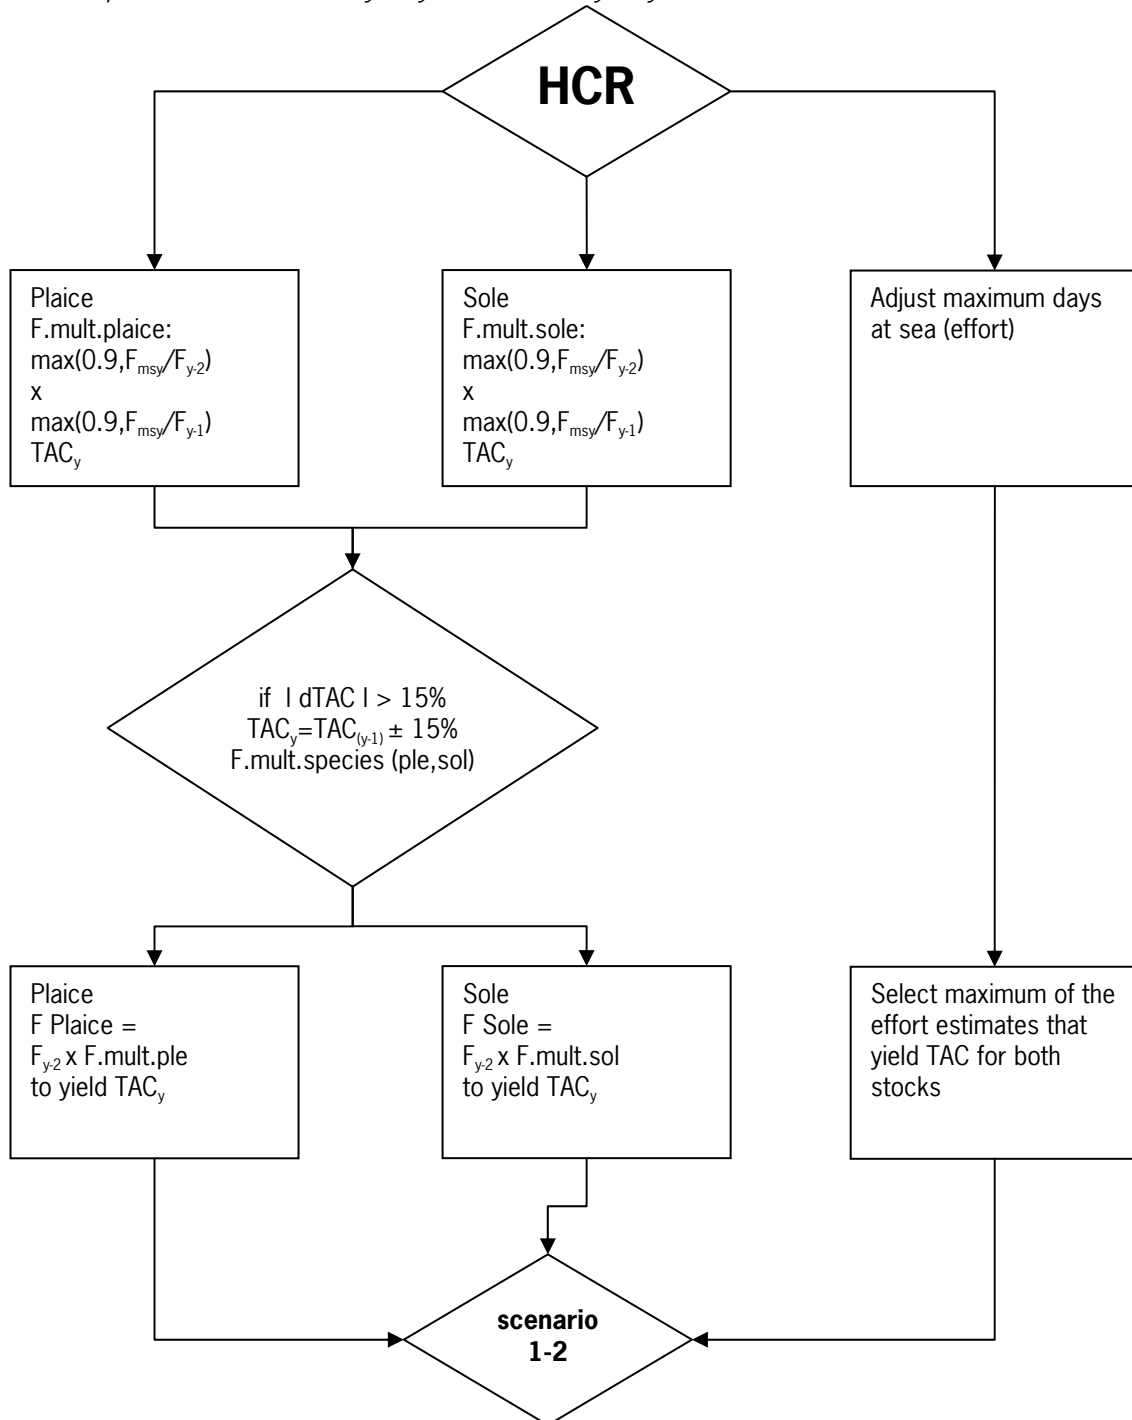 HCR
Plaice
F.mult.plaice:
max(0.9,Fmsy/Fy-2)
x
max(0.9,Fmsy/Fy-1)
TACy
Sole
F.mult.sole:
max(0.9,Fmsy/Fy-2)
x
max(0.9,Fmsy/Fy-1)
TACy
Adjust maximum days
at sea (effort)
if l dTAC l > 15%
TACy=TAC(y-1) ± 15%
F.mult.species (ple,sol)
Plaice
F Plaice =
Fy-2 x F.mult.ple
to yield TACy
Sole
F Sole =
Fy-2 x F.mult.sol
to yield TACy
Select maximum of the
effort estimates that
yield TAC for both
stocks
scenario
1-2